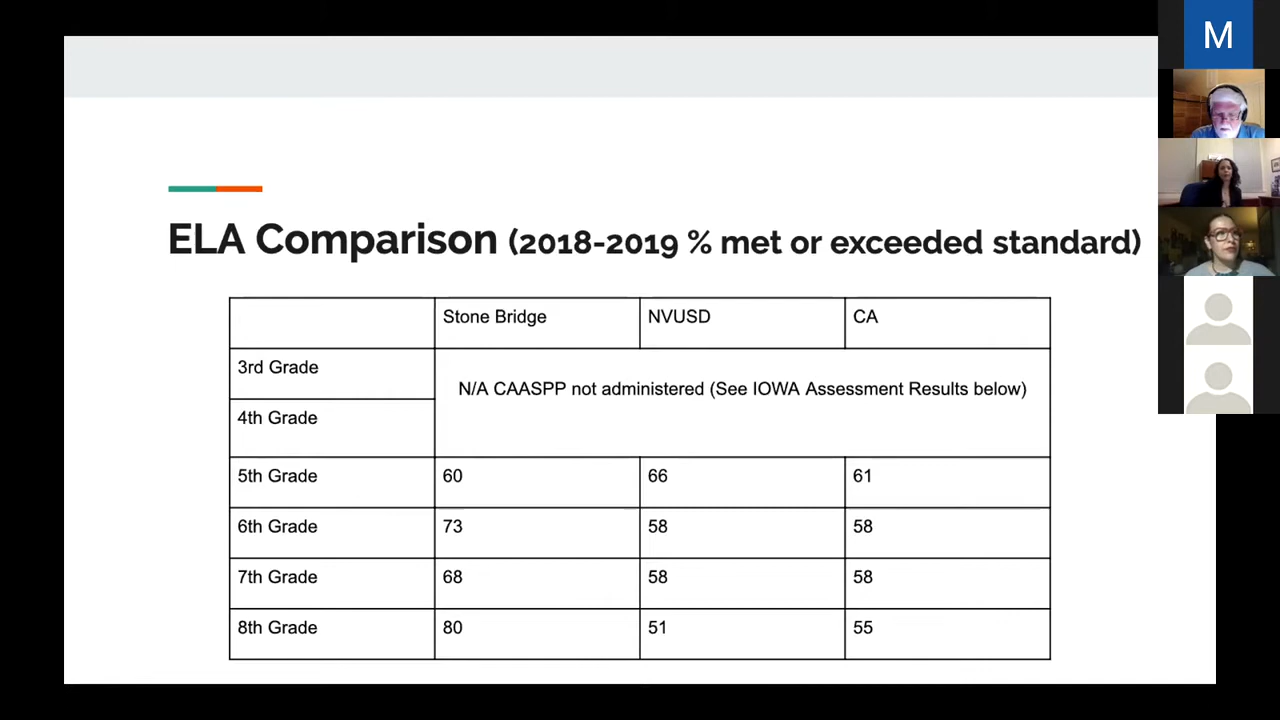 M
ELA Comparison (2018-2019 % met or exceeded standard)
Stone Bridge NVUSD CA
3rd Grade
N/A CAASPP not administered (See IOWA Assessment Results below)
4th Grade
5th Grade 60 66 61
6th Grade 73 58 58
7th Grade 68 58 58
8th Grade 80 51 55